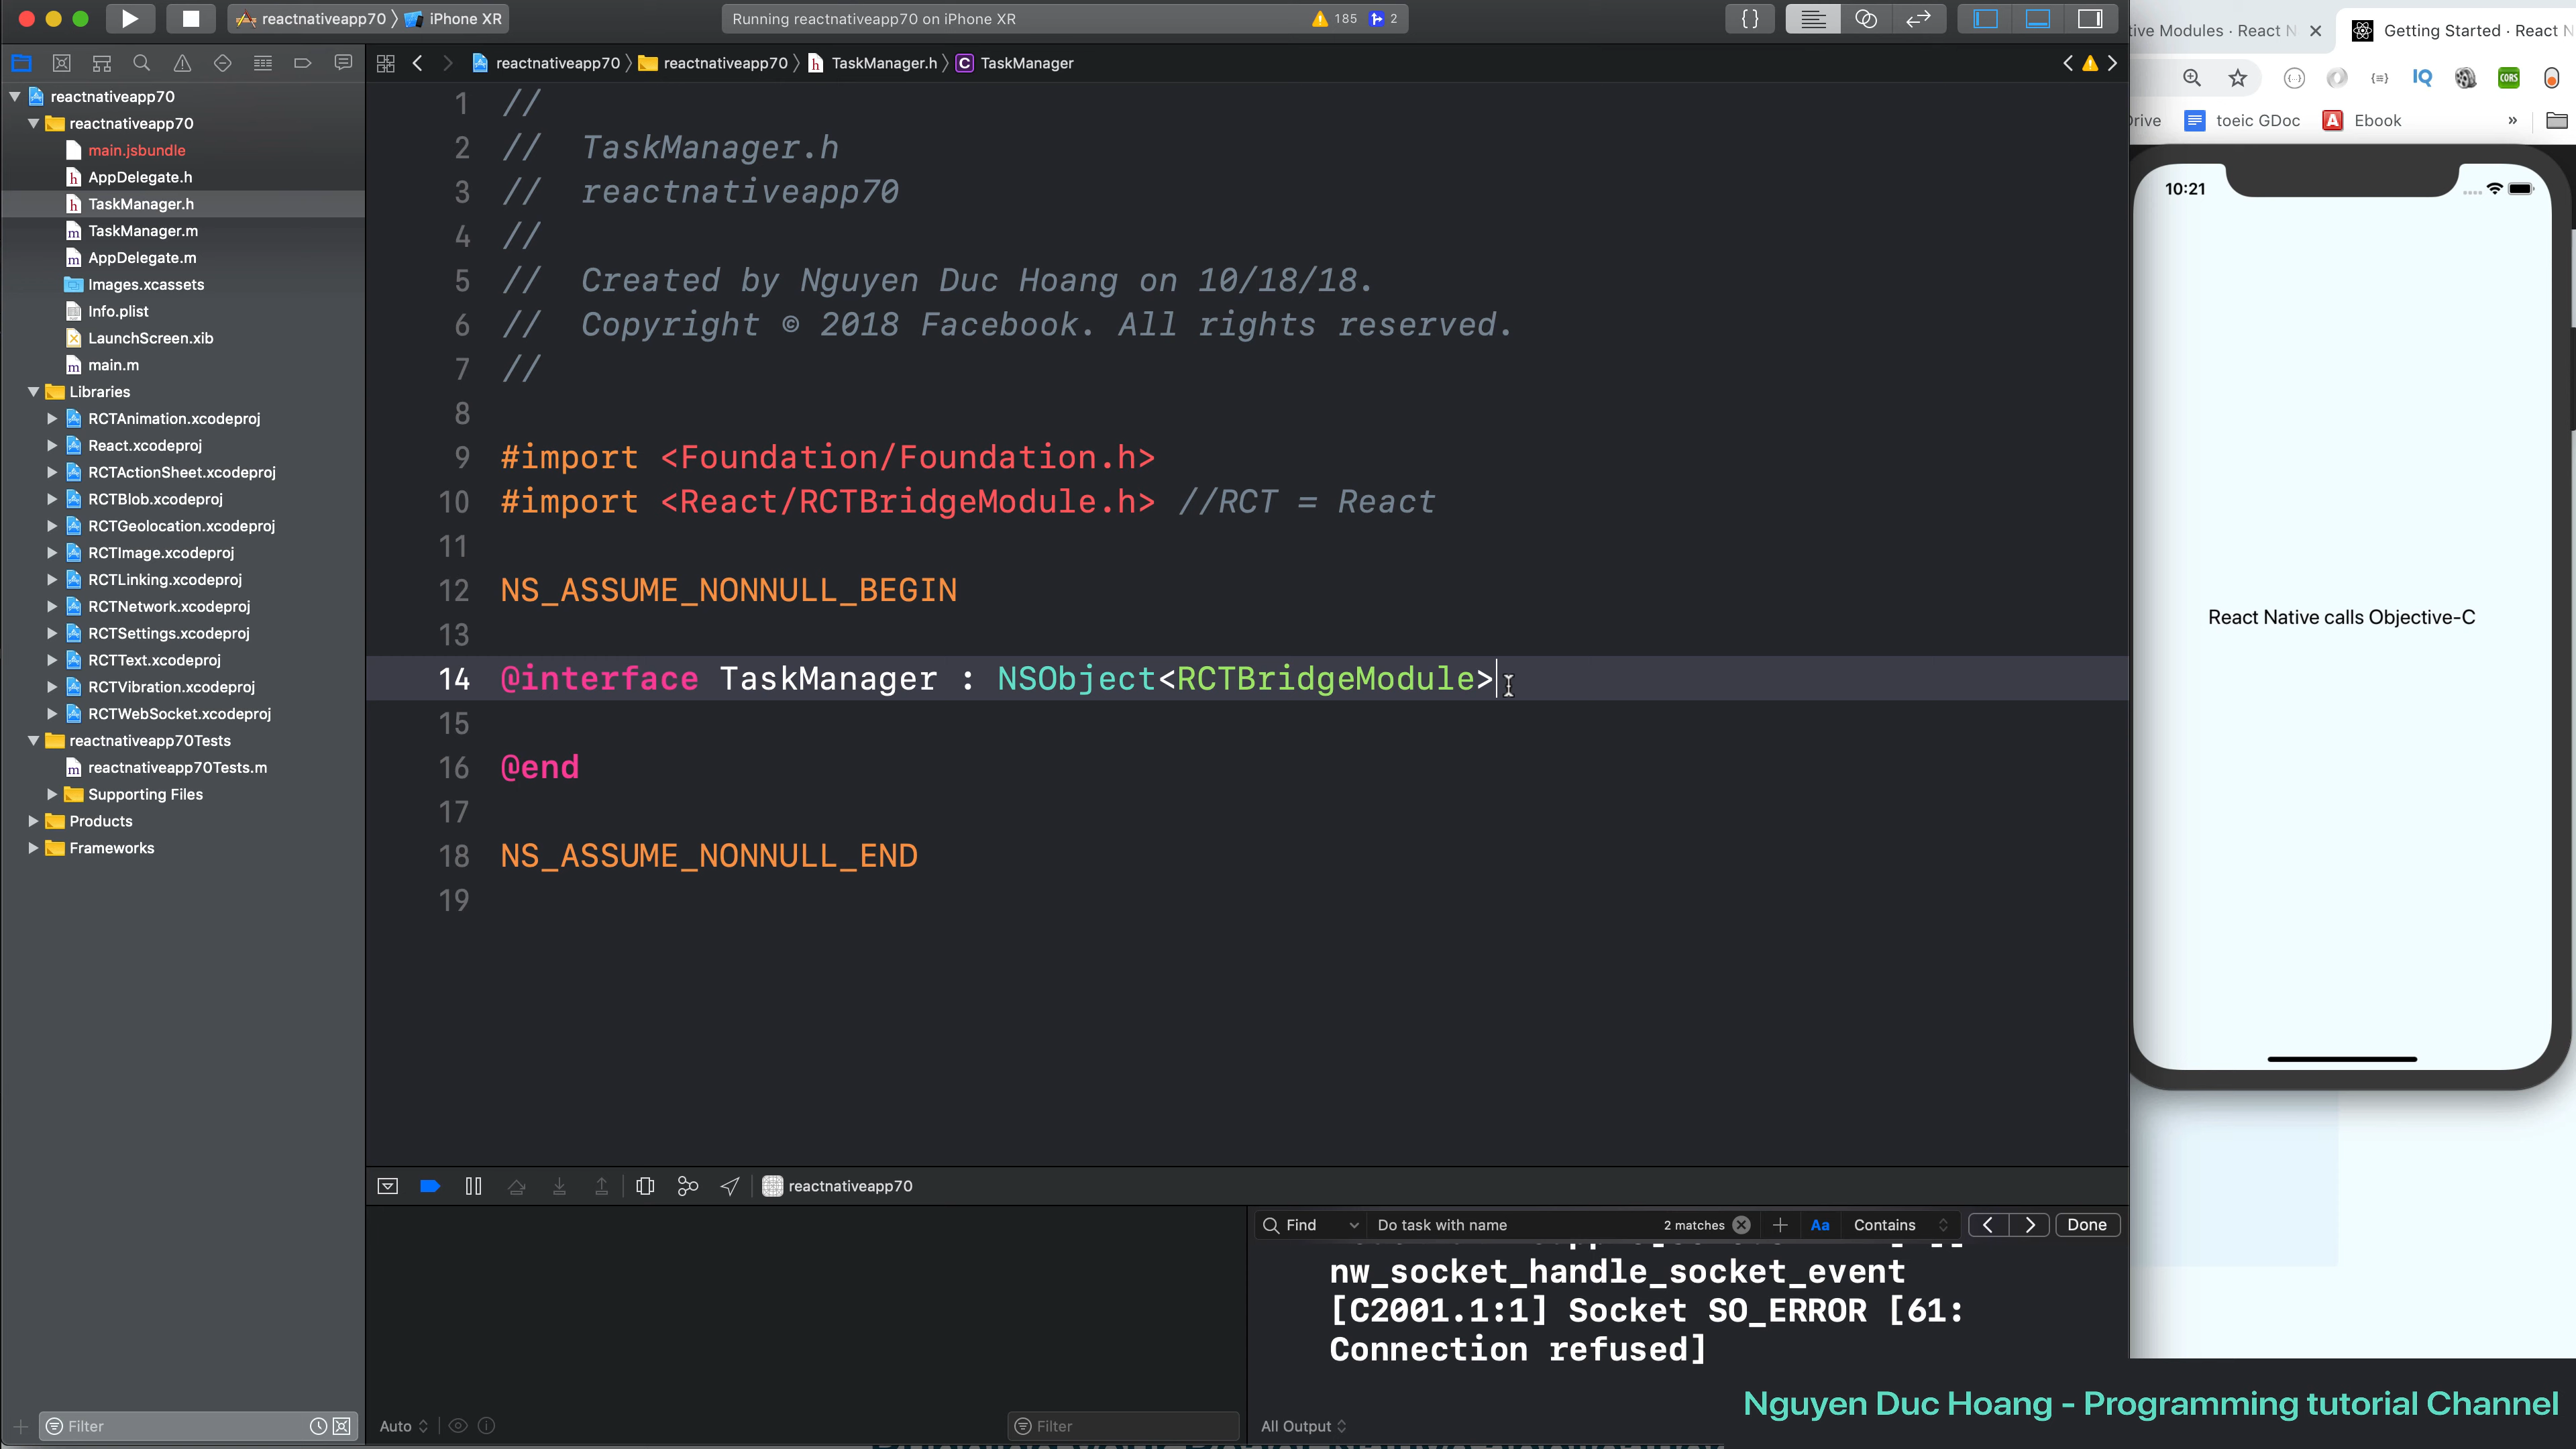 reactnativeapp70 〉 iPhone XR
Running reactnativeapp70 on iPhone XR
185
2
{}
tive Modules · React N
Getting Started · React N
reactnativeapp70 〉 reactnativeapp70 〉 TaskManager.h 〉 C TaskManager
IQ
CORS
Drive
toeic GDoc
Ebook
»
reactnativeapp70
reactnativeapp70
main.jsbundle
AppDelegate.h
TaskManager.h
TaskManager.m
AppDelegate.m
Images.xcassets
Info.plist
LaunchScreen.xib
main.m
Libraries
RCTAnimation.xcodeproj
React.xcodeproj
RCTActionSheet.xcodeproj
RCTBlob.xcodeproj
RCTGeolocation.xcodeproj
RCTImage.xcodeproj
RCTLinking.xcodeproj
RCTNetwork.xcodeproj
RCTSettings.xcodeproj
RCTText.xcodeproj
RCTVibration.xcodeproj
RCTWebSocket.xcodeproj
reactnativeapp70Tests
reactnativeapp70Tests.m
Supporting Files
Products
Frameworks
Filter
1 //
2 // TaskManager.h
3 // reactnativeapp70
4 //
5 // Created by Nguyen Duc Hoang on 10/18/18.
6 // Copyright © 2018 Facebook. All rights reserved.
7 //
8
9 #import <Foundation/Foundation.h>
10 #import <React/RCTBridgeModule.h> //RCT = React
11
12 NS_ASSUME_NONNULL_BEGIN
13
14 @interface TaskManager : NSObject<RCTBridgeModule>
15
16 @end
17
18 NS_ASSUME_NONNULL_END
19
10:21
React Native calls Objective-C
reactnativeapp70
Find
Do task with name
2 matches
Aa
Contains
Done
nw_socket_handle_socket_event
[C2001.1:1] Socket SO_ERROR [61:
Connection refused]
Auto
Filter
All Output
Nguyen Duc Hoang - Programming tutorial Channel